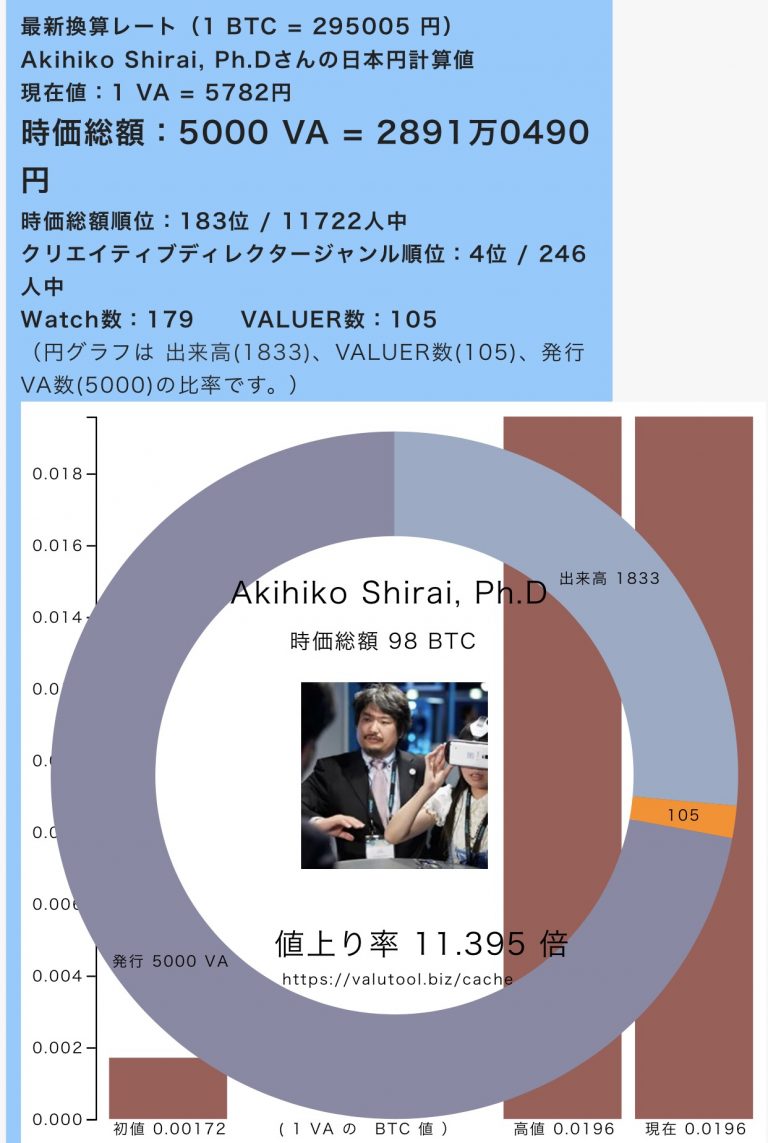 最新換算レート（1 BTC = 295005 円）
Akihiko Shirai, Ph.Dさんの日本円計算値
現在値：1 VA = 5782円
時価総額：5000 VA = 2891万0490
円
時価総額順位：183位 / 11722人中
クリエイティブディレクタージャンル順位：4位 / 246
人中
Watch数：179　　VALUER数：105
（円グラフは 出来高(1833)、VALUER数(105)、発行
VA数(5000)の比率です。）
0.018
0.016
出来高 1833
Akihiko Shirai, Ph.D
0.014
時価総額 98 BTC
105
値上り率 11.395 倍
発行 5000 VA
https://valutool.biz/cache
0.004
0.002
0.000
初値 0.00172
( 1 VA の　BTC 値 )
高値 0.0196
現在 0.0196